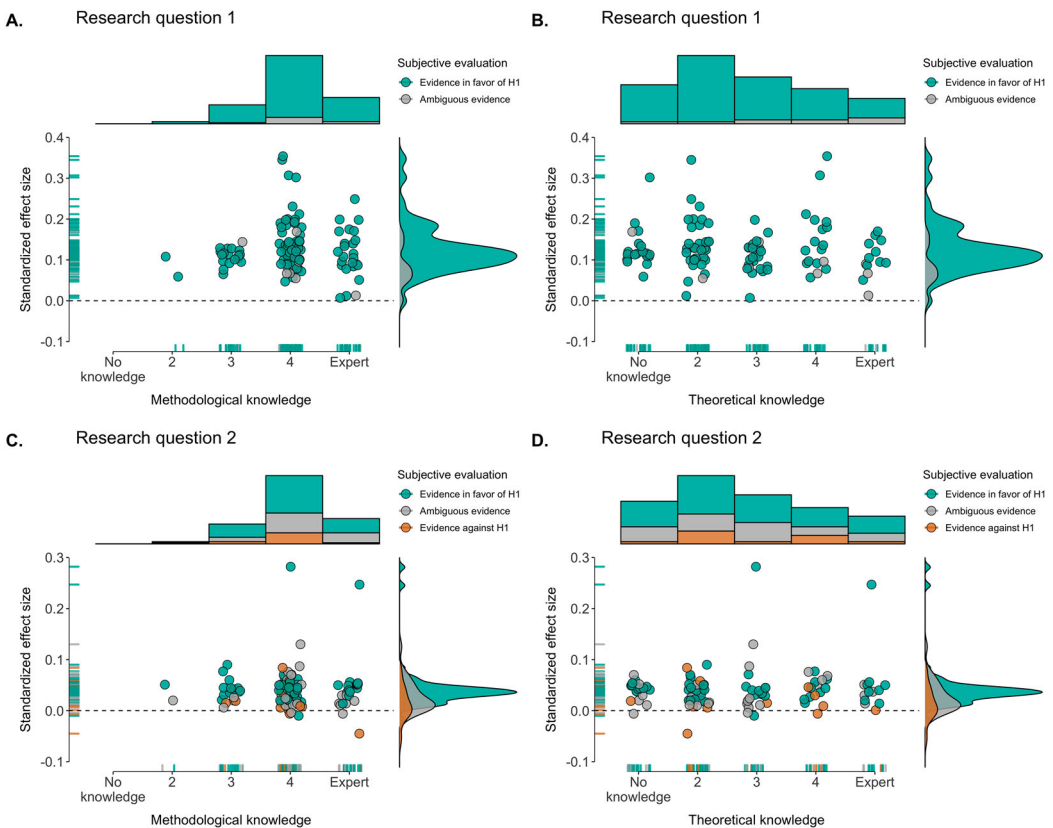 A.
Research question 1
Subjective evaluation
Evidence in favor of H1
Ambiguous evidence
0.4
0.3
0.2
0.1
0.0
-0.1
Standardized effect size
No
knowledge
2
3
4
Expert
Methodological knowledge
B.
Research question 1
Subjective evaluation
Evidence in favor of H1
Ambiguous evidence
0.4
0.3
0.2
0.1
0.0
-0.1
Standardized effect size
No
knowledge
2
3
4
Expert
Theoretical knowledge
C.
Research question 2
Subjective evaluation
Evidence in favor of H1
Ambiguous evidence
Evidence against H1
0.3
0.2
0.1
0.0
-0.1
Standardized effect size
No
knowledge
2
3
4
Expert
Methodological knowledge
D.
Research question 2
Subjective evaluation
Evidence in favor of H1
Ambiguous evidence
Evidence against H1
0.3
0.2
0.1
0.0
-0.1
Standardized effect size
No
knowledge
2
3
4
Expert
Theoretical knowledge